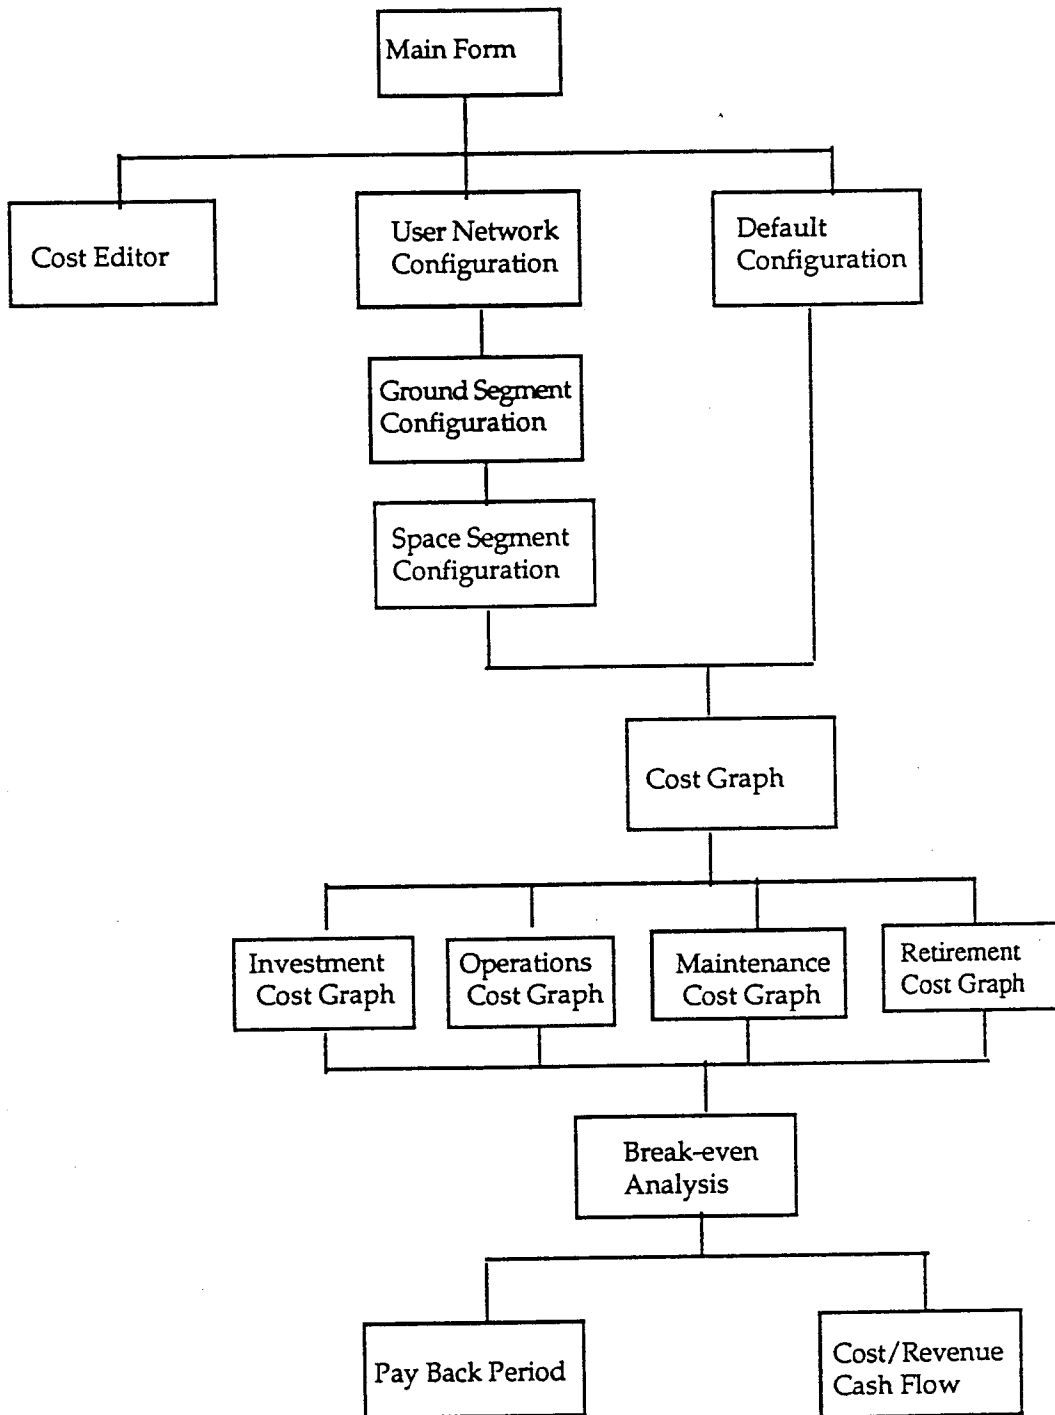 Main Form
Cost Editor
User Network
Configuration
Default
Configuration
Ground Segment
Configuration
Space Segment
Configuration
Cost Graph
Investment
Cost Graph
Operations
Cost Graph
Maintenance
Cost Graph
Retirement
Cost Graph
Break-even
Analysis
Pay Back Period
Cost/Revenue
Cash Flow